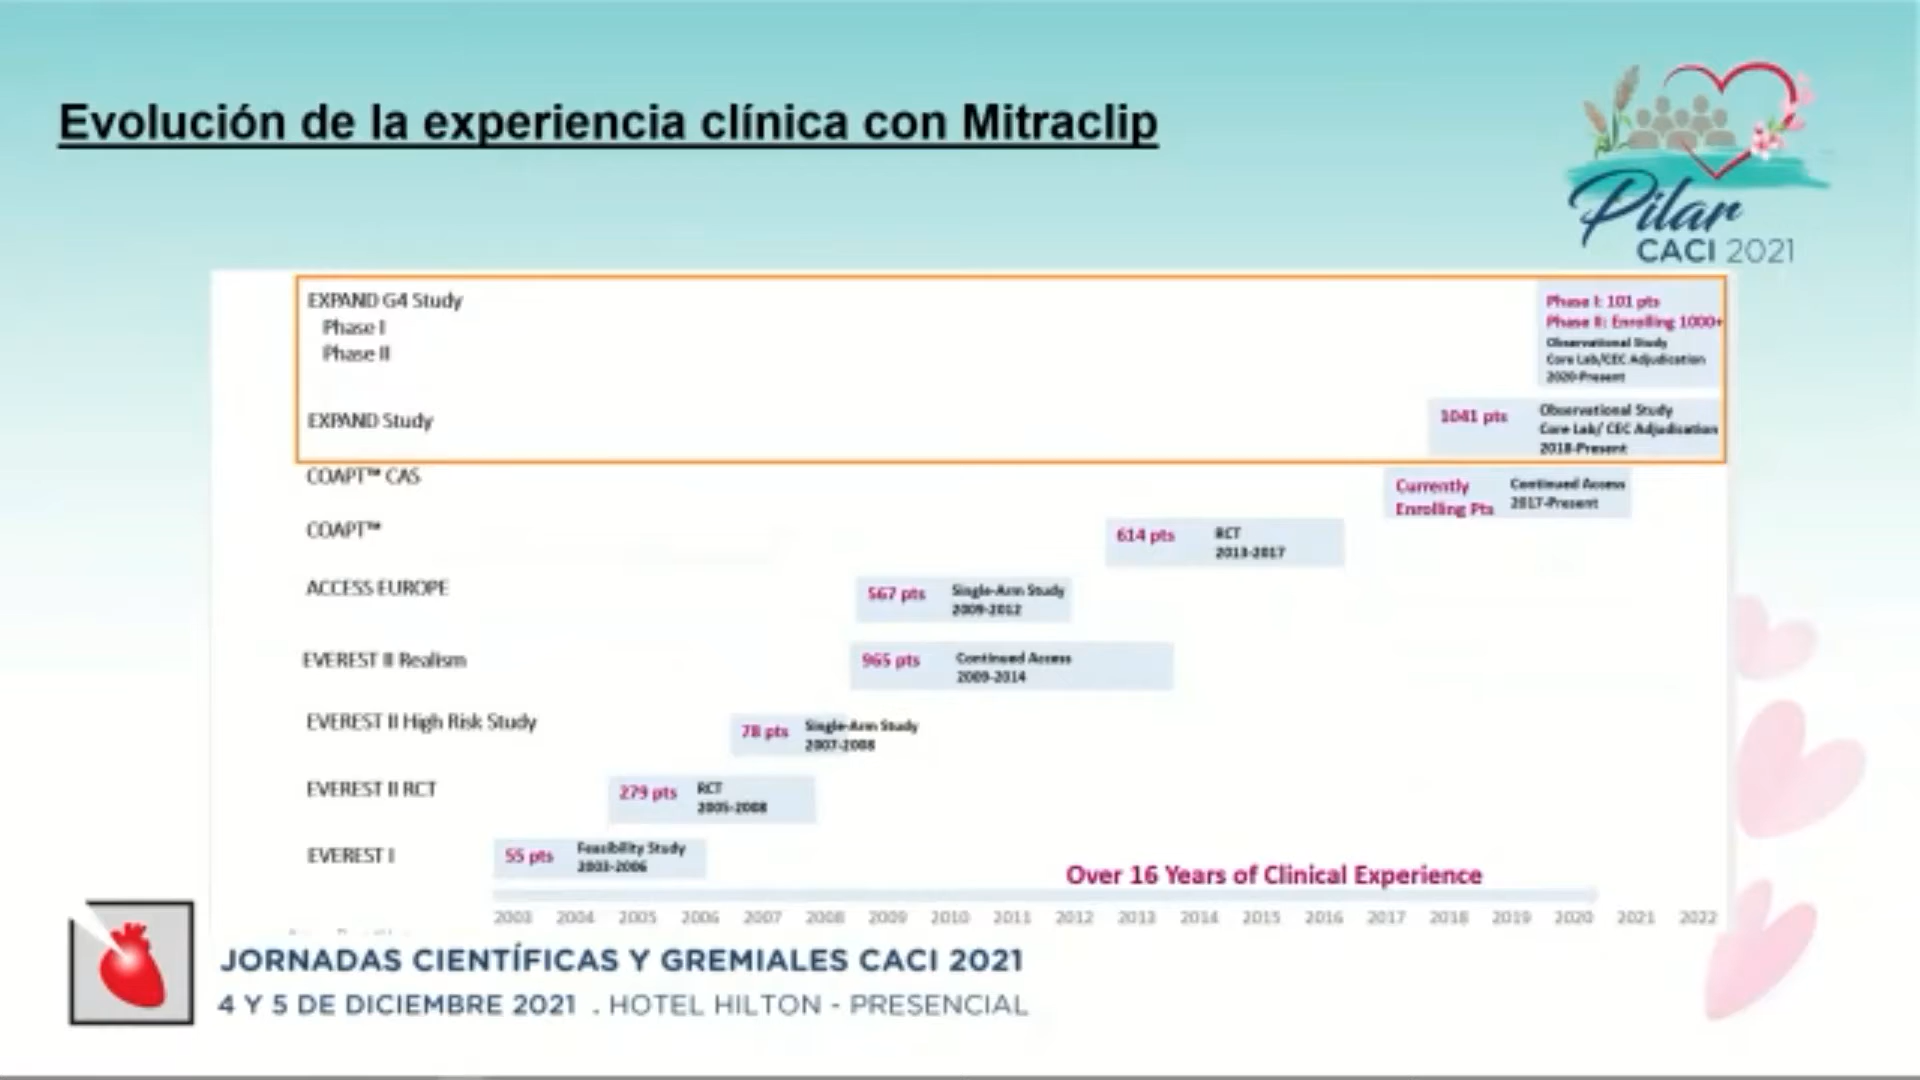 Evolución de la experiencia clínica con Mitraclip
Pilar
CACI 2021
EXPAND G4 Study
Phase I
Phase II
Phase I: 101 pts
Phase II: Enrolling 1000+
Observational Study
Core Lab/CEC Adjudication
2020-Present
EXPAND Study
1041 pts
Observational Study
Core Lab/ CEC Adjudication
2018-Present
COAPT™ CAS
Currently
Enrolling Pts
Continued Access
2017-Present
COAPT™
614 pts
RCT
2013-2017
ACCESS EUROPE
567 pts
Single-Arm Study
2009-2012
EVEREST II Realism
965 pts
Continued Access
2009-2014
EVEREST II High Risk Study
78 pts
Single-Arm Study
2007-2008
EVEREST II RCT
279 pts
RCT
2005-2008
EVEREST I
55 pts
Feasibility Study
2003-2006
Over 16 Years of Clinical Experience
2003 2004 2005 2006 2007 2008 2009 2010 2011 2012 2013 2014 2015 2016 2017 2018 2019 2020 2021 2022
JORNADAS CIENTÍFICAS Y GREMIALES CACI 2021
4 Y 5 DE DICIEMBRE 2021 . HOTEL HILTON - PRESENCIAL